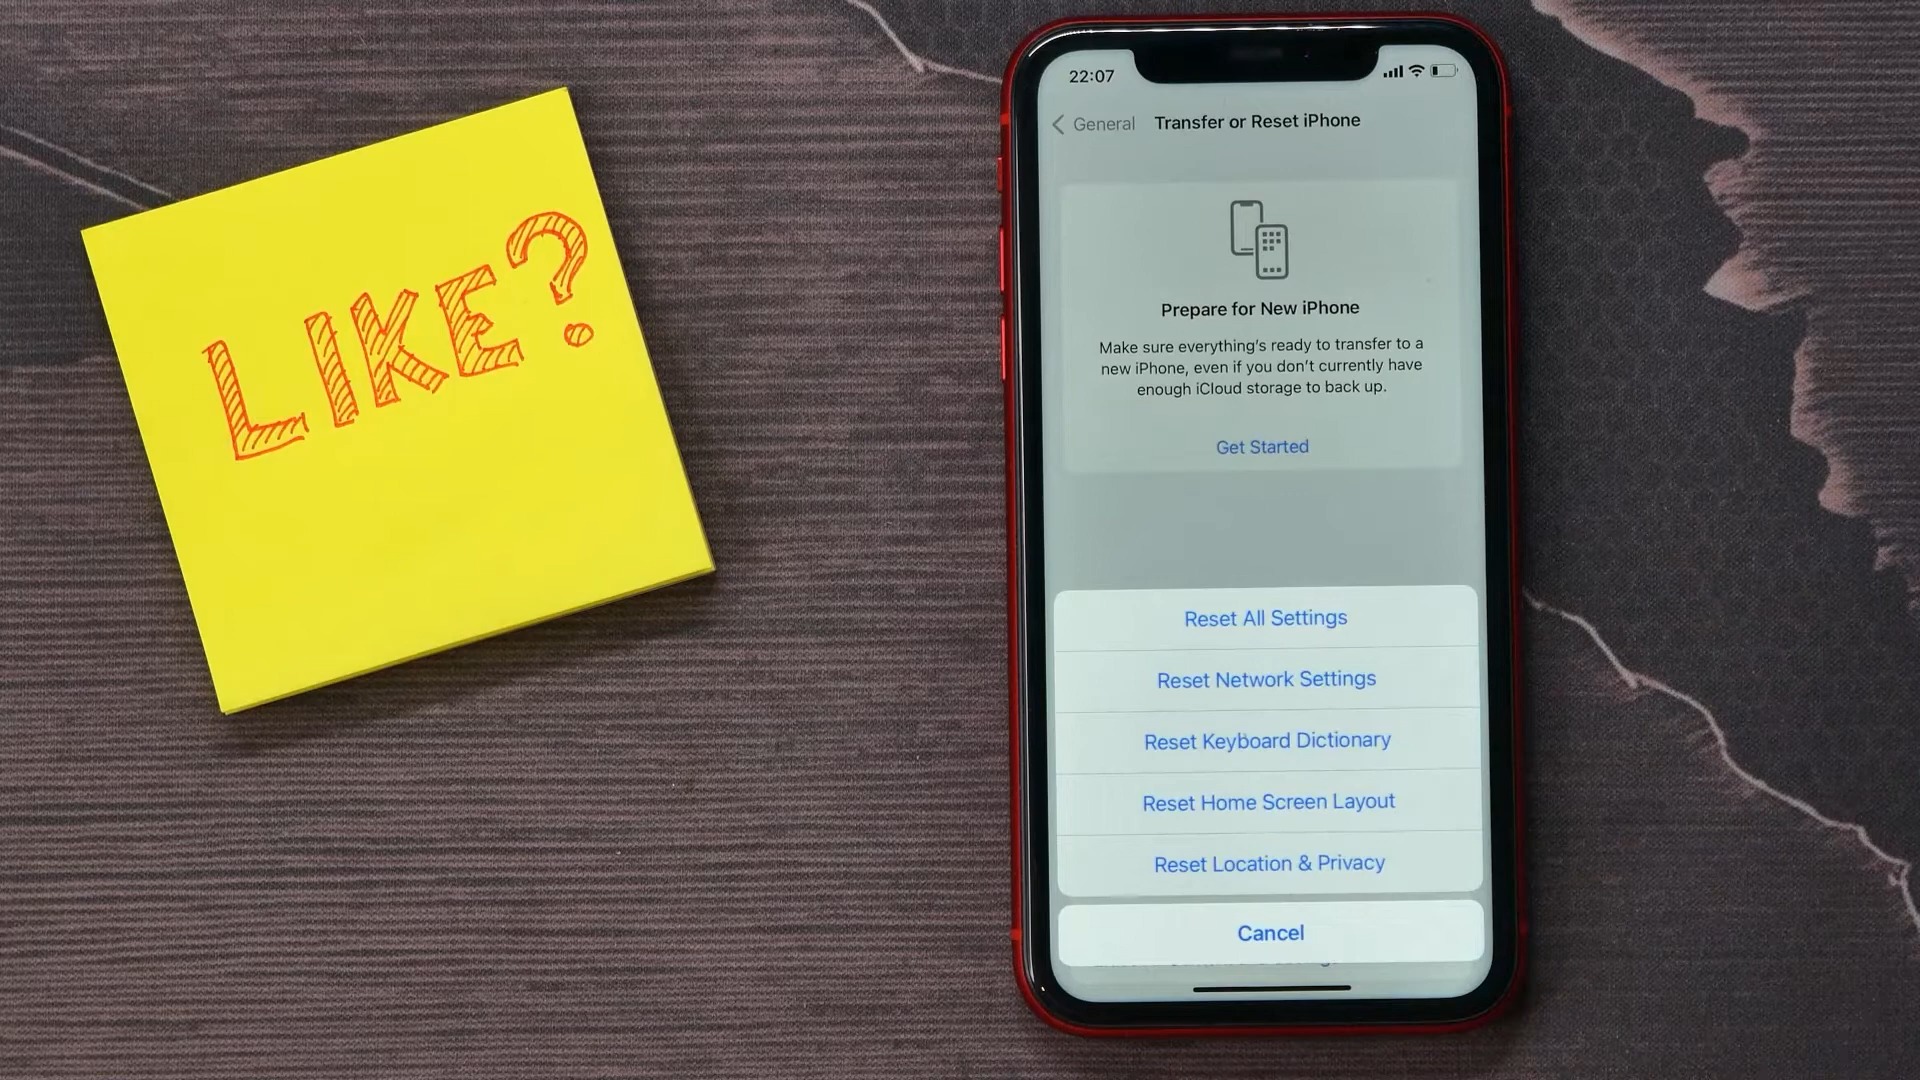 LIKE?
22:07
General
Transfer or Reset iPhone
Prepare for New iPhone
Make sure everything's ready to transfer to a
new iPhone, even if you don't currently have
enough iCloud storage to back up.
Get Started
Reset All Settings
Reset Network Settings
Reset Keyboard Dictionary
Reset Home Screen Layout
Reset Location & Privacy
Cancel